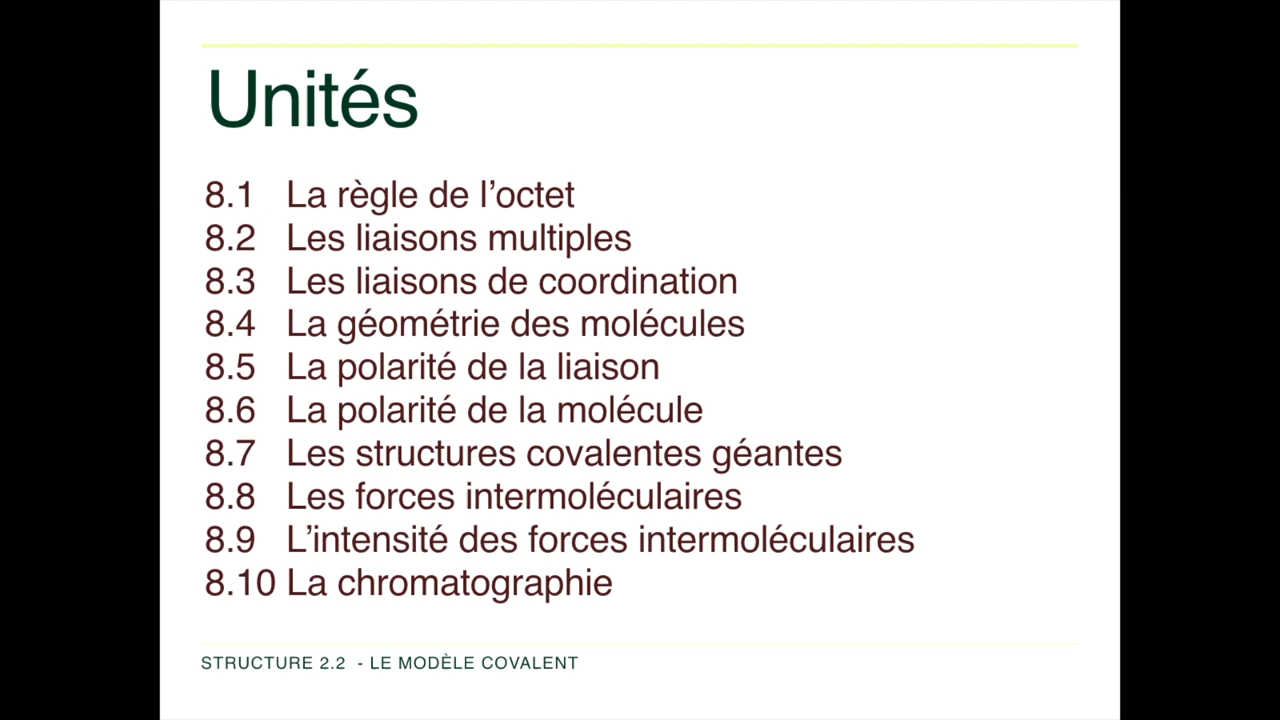 Unités
8.1 La règle de l’octet
8.2 Les liaisons multiples
8.3 Les liaisons de coordination
8.4 La géométrie des molécules
8.5 La polarité de la liaison
8.6 La polarité de la molécule
8.7 Les structures covalentes géantes
8.8 Les forces intermoléculaires
8.9 L’intensité des forces intermoléculaires
8.10 La chromatographie
STRUCTURE 2.2 - LE MODÈLE COVALENT